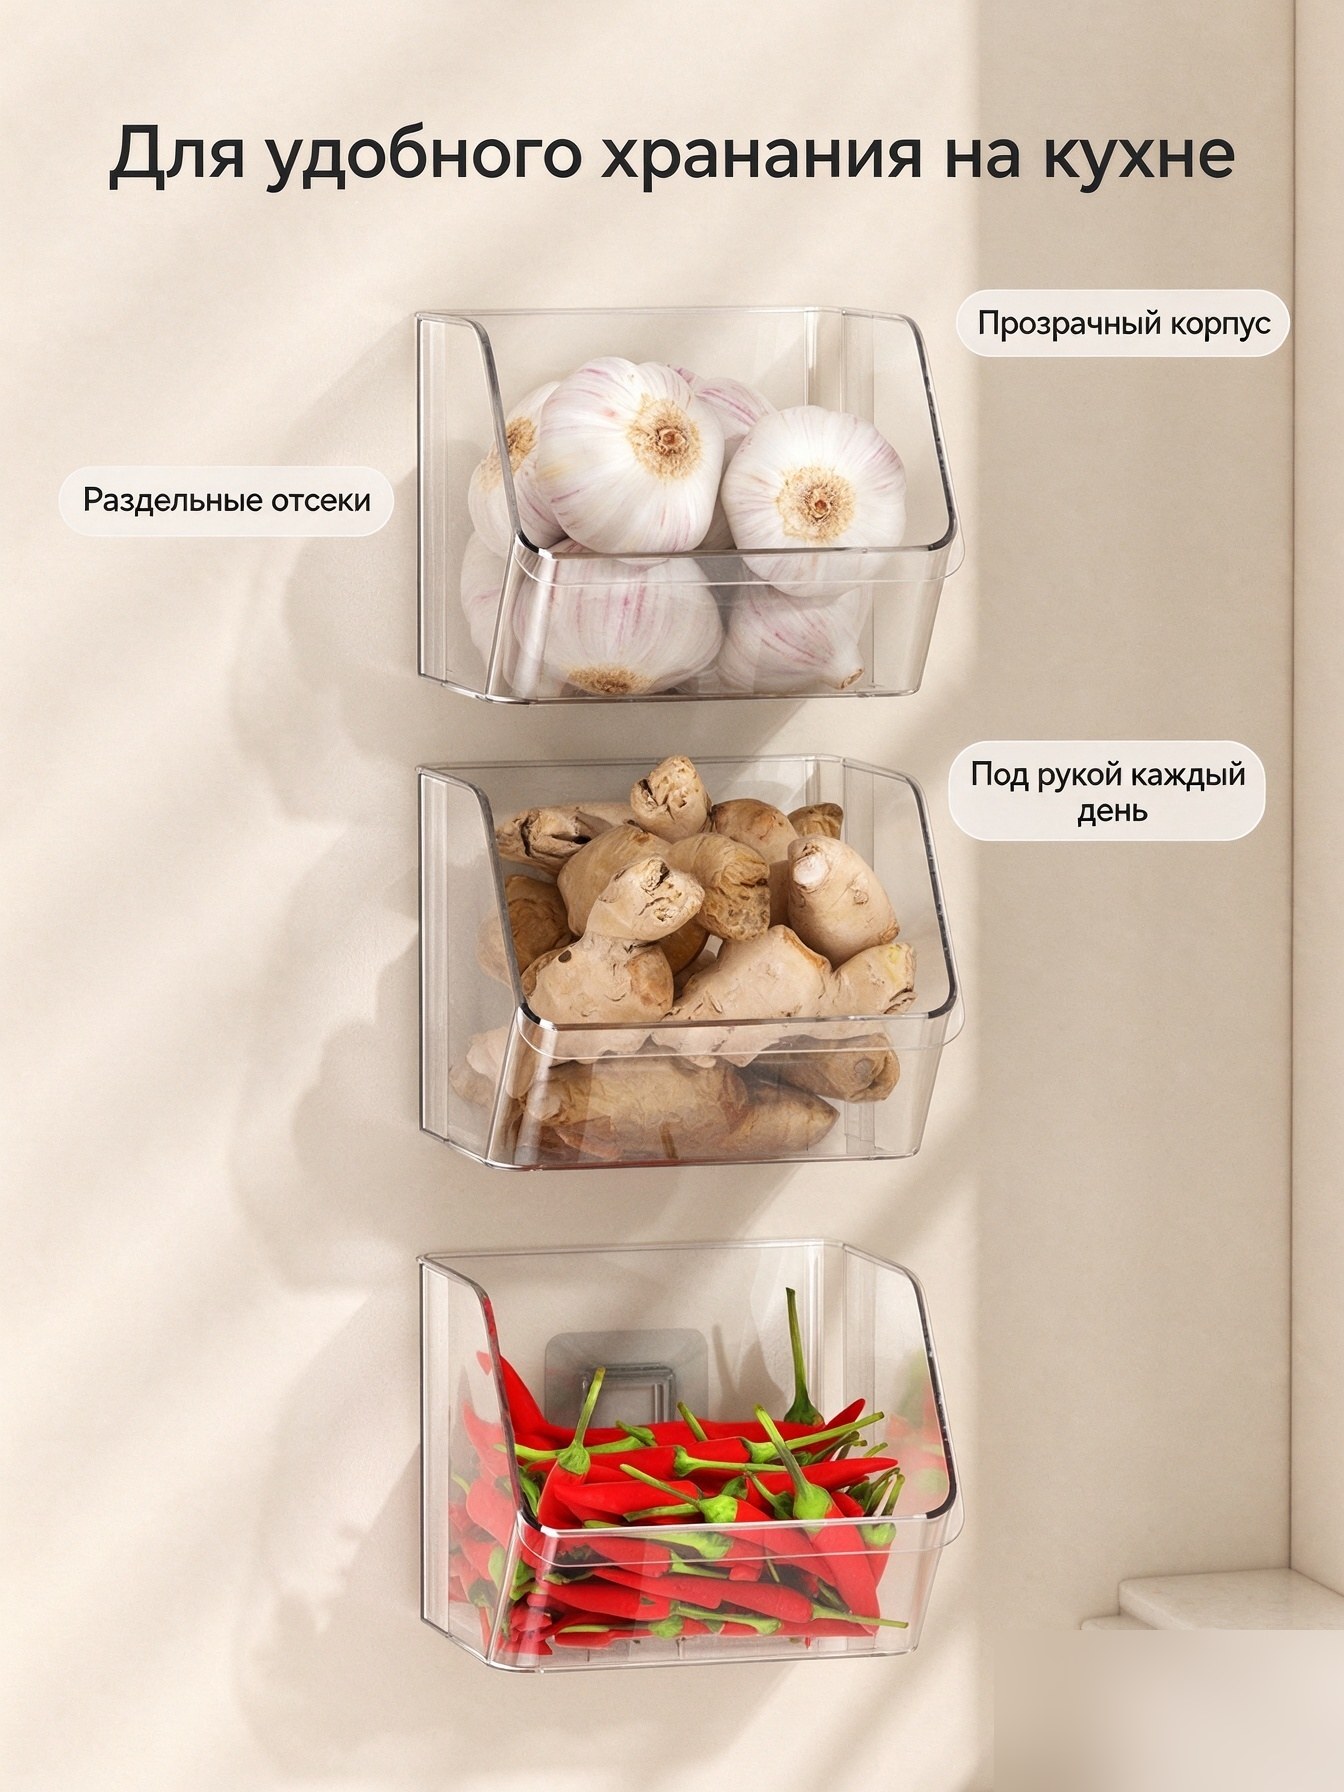 Для удобного хранания на кухне
Прозрачный корпус
Раздельные отсеки
Под рукой каждый
день